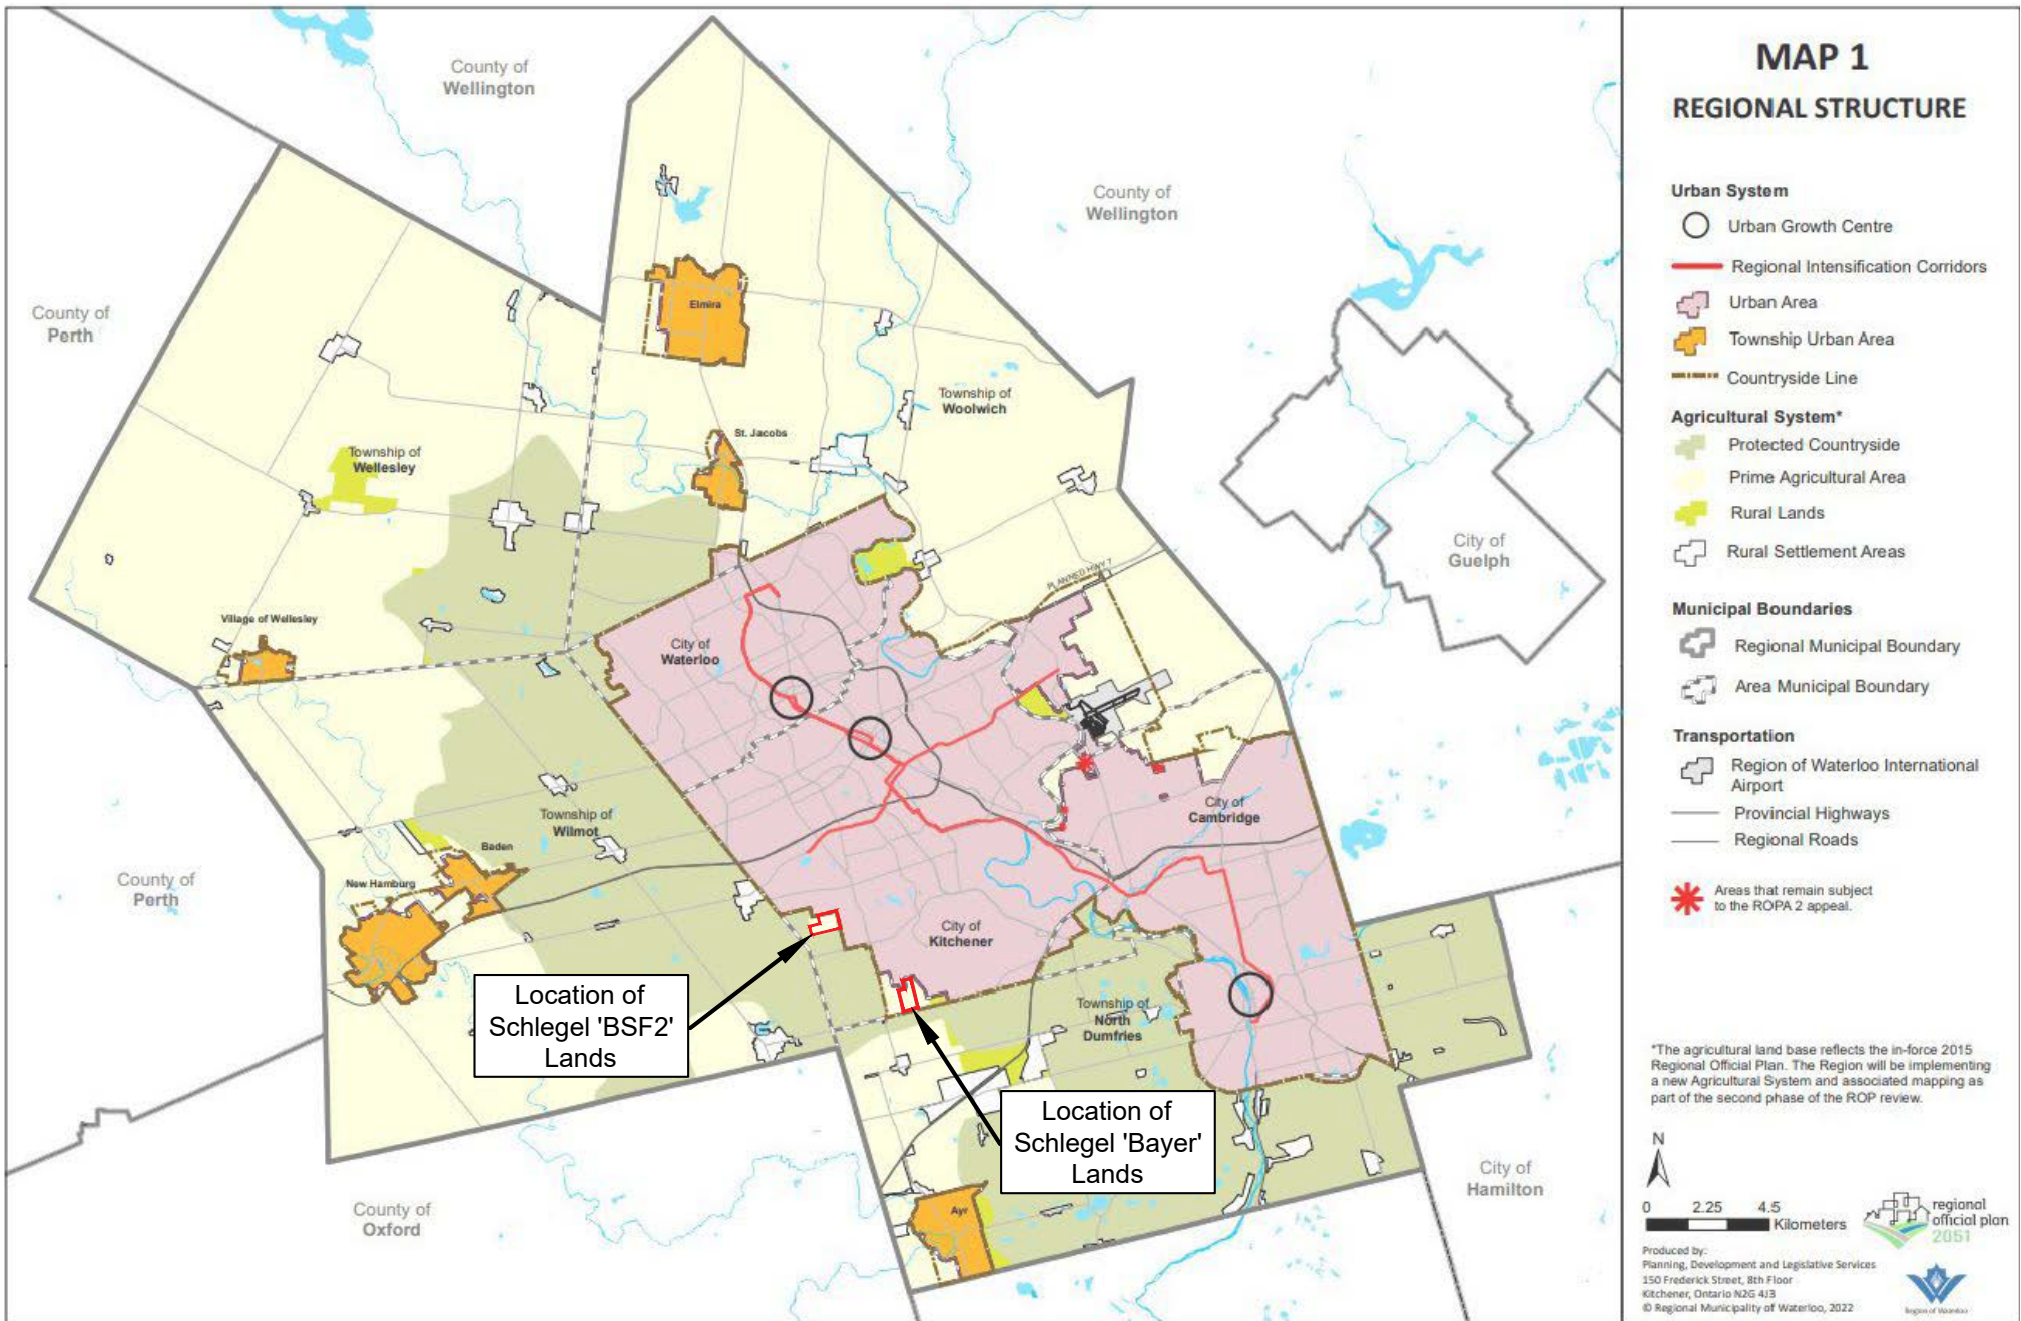 County of
Wellington
County of
Wellington
County of
Perth
Elmira
Township of
Woolwich
St. Jacobs
Township of
Wellesley
City of
Guelph
PLANNED HWY 7
Village of Wellesley
City of
Waterloo
City of
Cambridge
Township of
Wilmot
Baden
New Hamburg
County of
Perth
City of
Kitchener
Location of
Schlegel 'BSF2'
Lands
Township of
North
Dumfries
Location of
Schlegel 'Bayer'
Lands
City of
Hamilton
County of
Oxford
Ayr
MAP 1
REGIONAL STRUCTURE
Urban System
Urban Growth Centre
Regional Intensification Corridors
Urban Area
Township Urban Area
Countryside Line
Agricultural System*
Protected Countryside
Prime Agricultural Area
Rural Lands
Rural Settlement Areas
Municipal Boundaries
Regional Municipal Boundary
Area Municipal Boundary
Transportation
Region of Waterloo International
Airport
Provincial Highways
Regional Roads
Areas that remain subject
to the ROPA 2 appeal.
*The agricultural land base reflects the in-force 2015
Regional Official Plan. The Region will be implementing
a new Agricultural System and associated mapping as
part of the second phase of the ROP review.
N
0 2.25 4.5
Kilometers
regional
official plan
2051
Produced by:
Planning, Development and Legislative Services
150 Frederick Street, 8th Floor
Kitchener, Ontario N2G 4J3
© Regional Municipality of Waterloo, 2022
Region of Waterloo